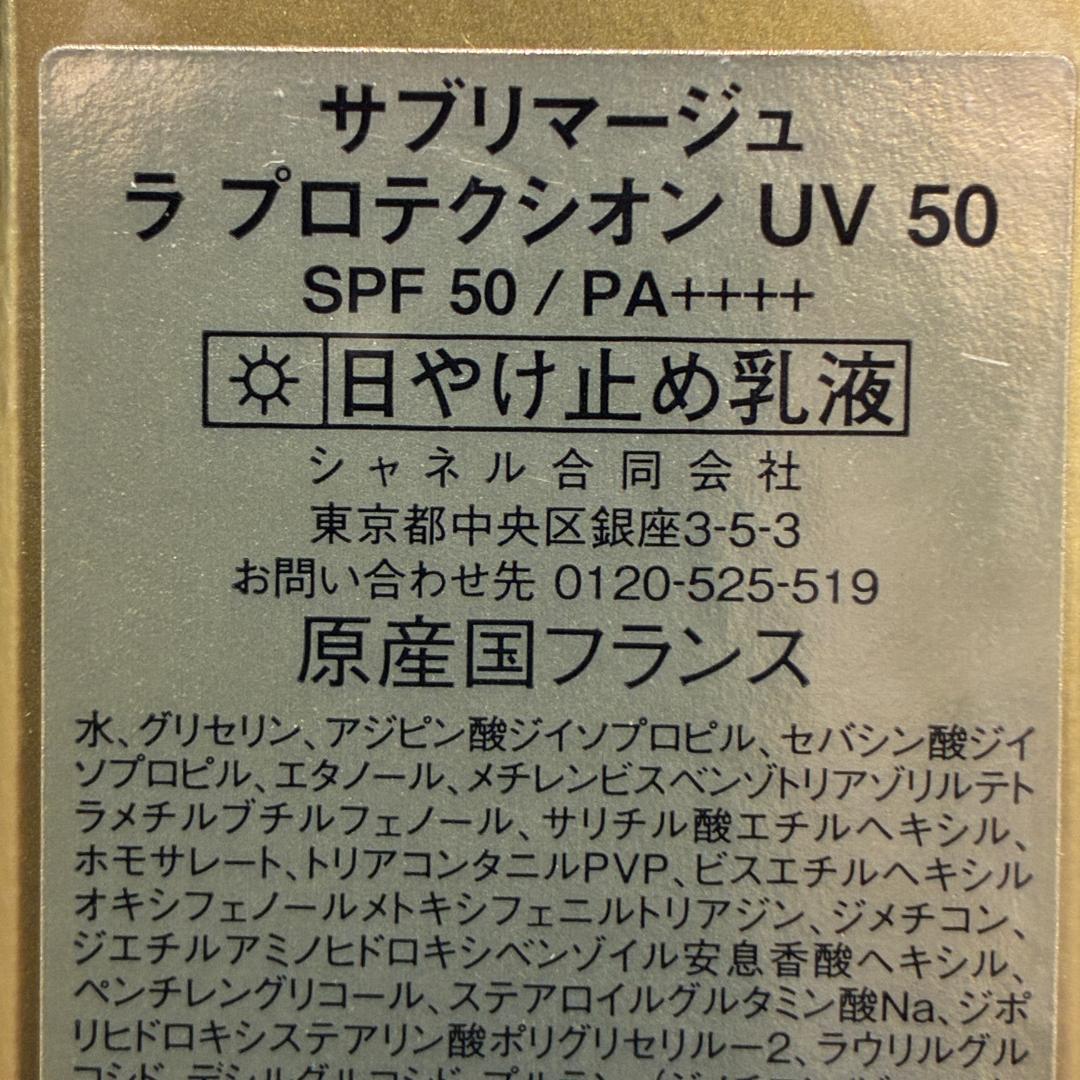 サブリマージュ
ラ プロテクシオン UV 50
SPF 50 / PA++++
日やけ止め乳液
シャネル合同会社
東京都中央区銀座3-5-3
お問い合わせ先 0120-525-519
原産国フランス
水、グリセリン、アジピン酸ジイソプロピル、セバシン酸ジイ
ソプロピル、エタノール、メチレンビスベンゾトリアゾリルテト
ラメチルブチルフェノール、サリチル酸エチルヘキシル、
ホモサレート、トリアコンタニルPVP、ビスエチルヘキシル
オキシフェノールメトキシフェニルトリアジン、ジメチコン、
ジエチルアミノヒドロキシベンゾイル安息香酸ヘキシル、
ペンチレングリコール、ステアロイルグルタミン酸Na、ジポ
リヒドロキシステアリン酸ポリグリセリルー2、ラウリルグル
コシド、デシルグルコシド、